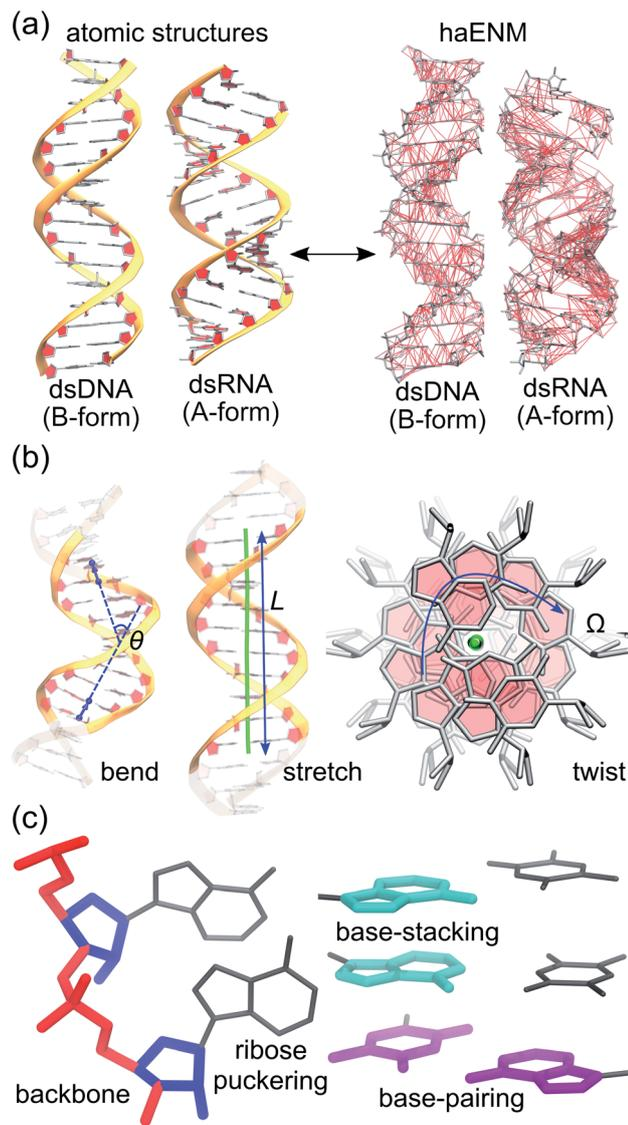 (a)
atomic structures
haENM
dsDNA
(B-form)
dsRNA
(A-form)
dsDNA
(B-form)
dsRNA
(A-form)
(b)
θ
bend
L
stretch
Ω
twist
(c)
backbone
ribose
puckering
base-stacking
base-pairing